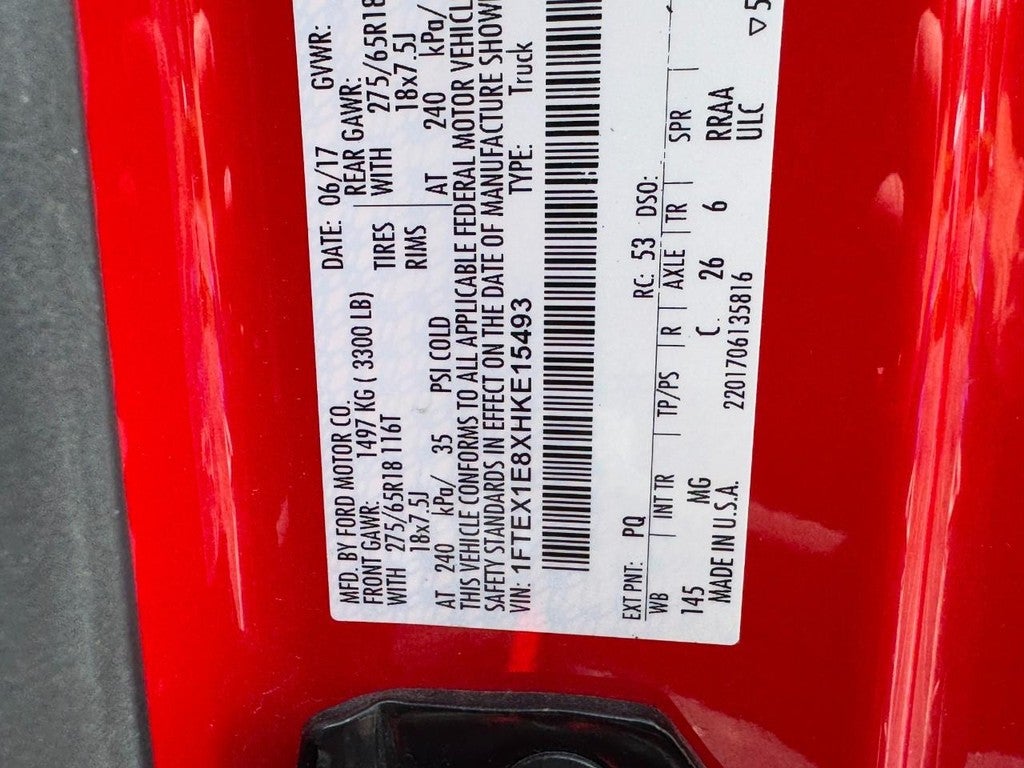 MFD. BY FORD MOTOR CO. DATE: 06/17 GVWR:
FRONT GAWR: 1497 KG ( 3300 LB) REAR GAWR:
WITH 275/65R18 116T TIRES WITH 275/65R18
18x7.5J RIMS 18x7.5J
AT 240 kPa/ 35 PSI COLD AT 240 kPa/
THIS VEHICLE CONFORMS TO ALL APPLICABLE FEDERAL MOTOR VEHICL
SAFETY STANDARDS IN EFFECT ON THE DATE OF MANUFACTURE SHOWN
VIN: 1FTEX1E8XHKE15493 TYPE: Truck
EXT PNT: PQ RC: 53 DSO:
WB INT TR TP/PS R AXLE TR SPR
145 MG C 26 6 RRAA
MADE IN U.S.A. 2201706135816 ULC
▽5